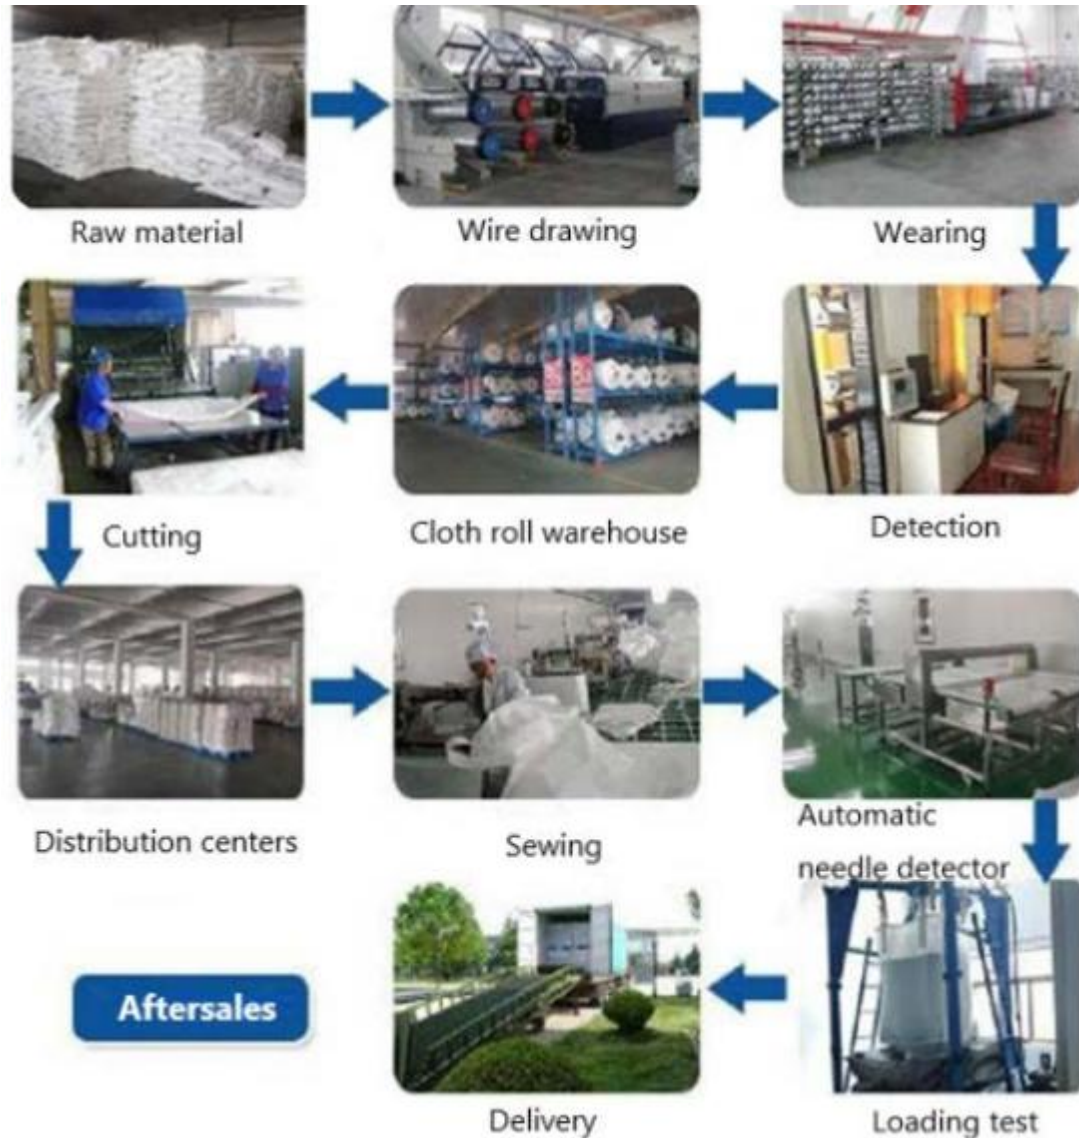 Raw material
Wire drawing
Wearing
Cutting
Cloth roll warehouse
Detection
Distribution centers
Sewing
Automatic
needle detector
Aftersales
Delivery
Loading test